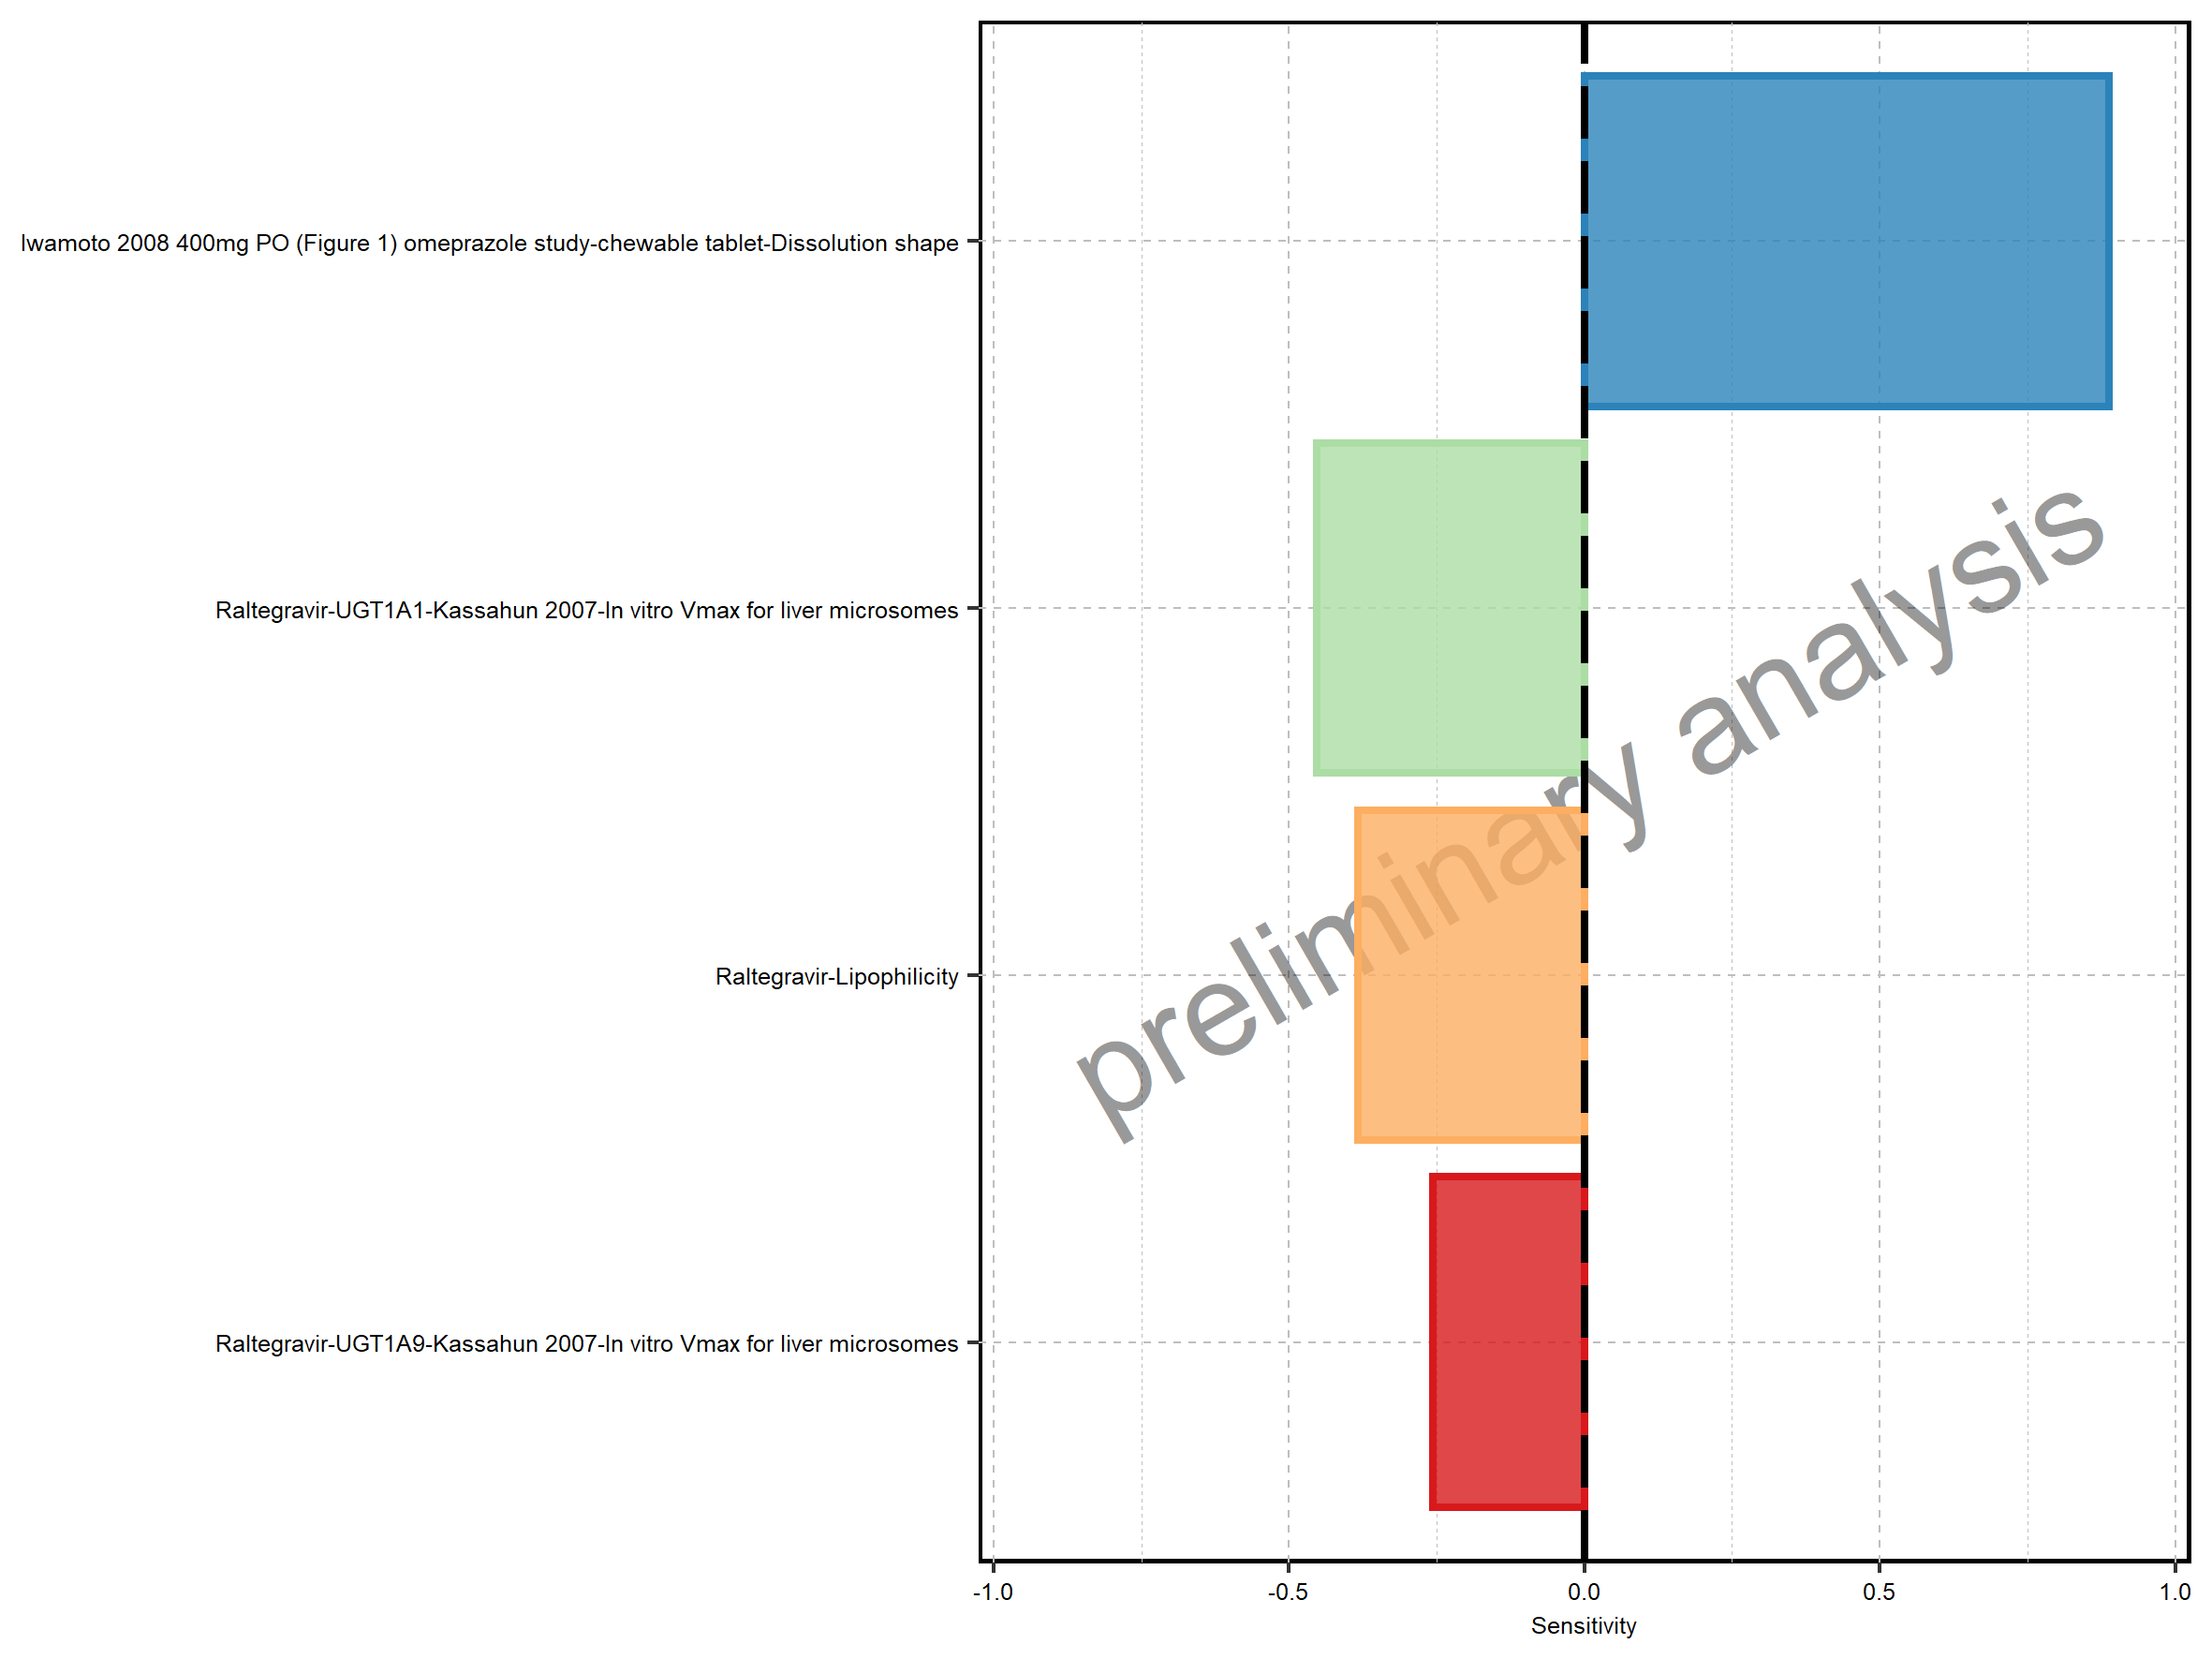 Iwamoto 2008 400mg PO (Figure 1) omeprazole study-chewable tablet-Dissolution shape
Raltegravir-UGT1A1-Kassahun 2007-In vitro Vmax for liver microsomes
Raltegravir-Lipophilicity
Raltegravir-UGT1A9-Kassahun 2007-In vitro Vmax for liver microsomes
preliminary analysis
-1.0 -0.5 0.0 0.5 1.0
Sensitivity